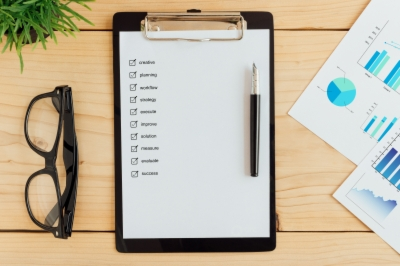 creative
planning
workflow
strategy
execute
improve
solution
measure
evaluate
success